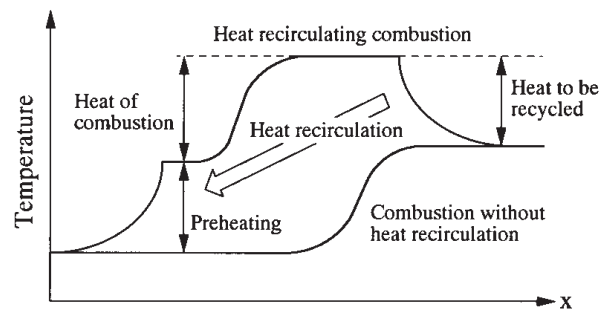 Heat recirculating combustion
Heat of
combustion
Heat to be
recycled
Heat recirculation
Temperature
Preheating
Combustion without
heat recirculation
x